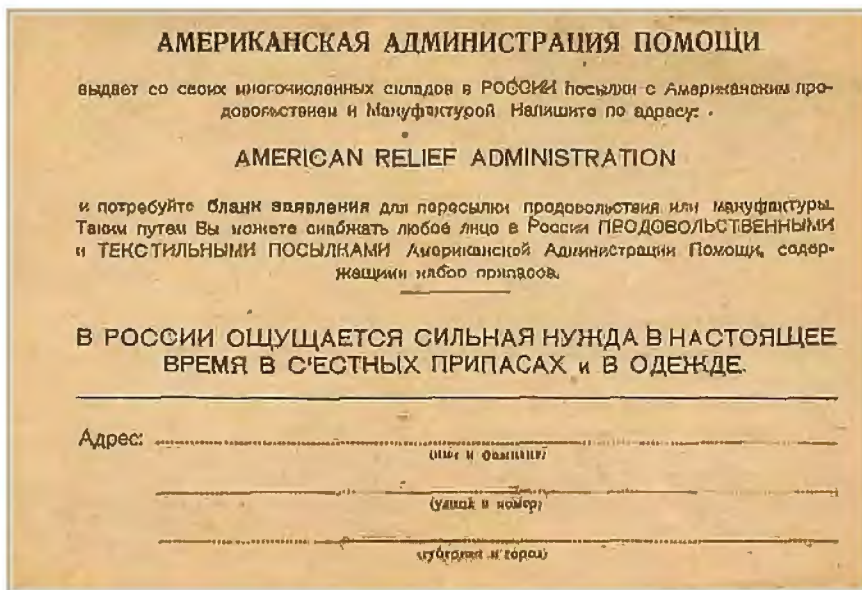 АМЕРИКАНСКАЯ АДМИНИСТРАЦИЯ ПОМОЩИ
выдает со своих многочисленных складов в РОССИИ посылки с Американским про-
довольствием и Мануфактурой. Напишите по адресу:
AMERICAN RELIEF ADMINISTRATION
и потребуйте бланк заявления для пересылки продовольствия или мануфактуры.
Таким путем Вы можете снабжать любое лицо в России ПРОДОВОЛЬСТВЕННЫМИ
и ТЕКСТИЛЬНЫМИ ПОСЫЛКАМИ Американской Администрации Помощи, содер-
жащими набор припасов.
В РОССИИ ОЩУЩАЕТСЯ СИЛЬНАЯ НУЖДА В НАСТОЯЩЕЕ
ВРЕМЯ В С'ЕСТНЫХ ПРИПАСАХ и В ОДЕЖДЕ.
Адрес:
(имя и фамилия)
(улица и номер)
(губерния и город)